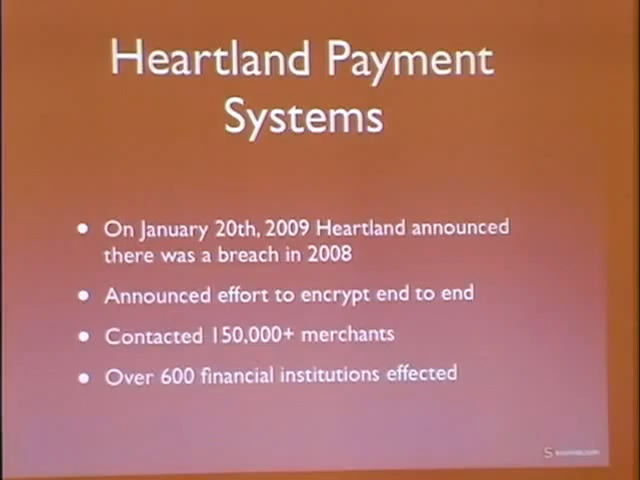 Heartland Payment
Systems
• On January 20th, 2009 Heartland announced
there was a breach in 2008
• Announced effort to encrypt end to end
• Contacted 150,000+ merchants
• Over 600 financial institutions effected
S